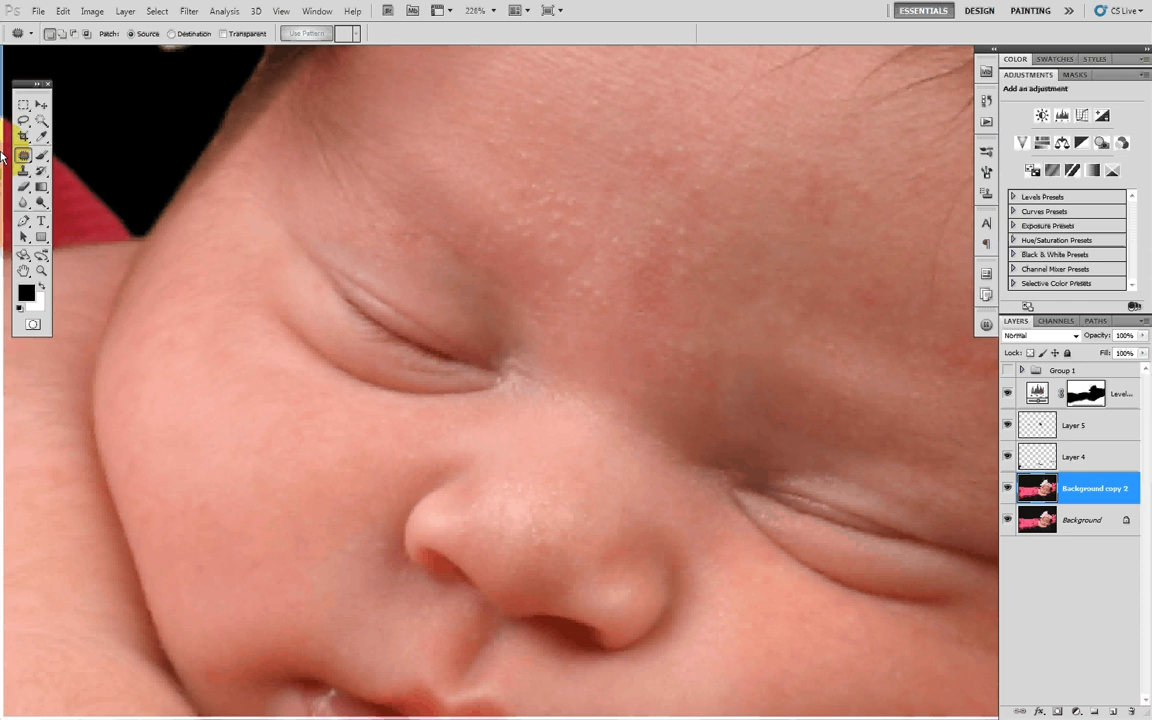 Ps File Edit Image Layer Select Filter Analysis 3D View Window Help 228% ESSENTIALS DESIGN PAINTING CS Live
Patch: Source Destination Transparent Use Pattern
COLOR SWATCHES STYLES
ADJUSTMENTS MASKS
Add an adjustment
Levels Presets
Curves Presets
Exposure Presets
Hue/Saturation Presets
Black & White Presets
Channel Mixer Presets
Selective Color Presets
LAYERS CHANNELS PATHS
Normal Opacity: 100%
Lock: Fill: 100%
Group 1
Level...
Layer 5
Layer 4
Background copy 2
Background